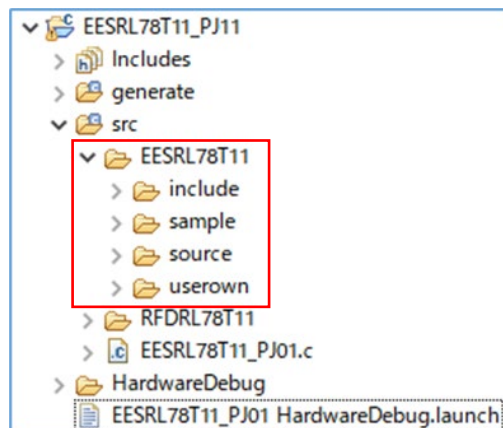 EESRL78T11_PJ11
Includes
generate
src
EESRL78T11
include
sample
source
userown
RFDRL78T11
EESRL78T11_PJ01.c
HardwareDebug
EESRL78T11_PJ01 HardwareDebug.launch